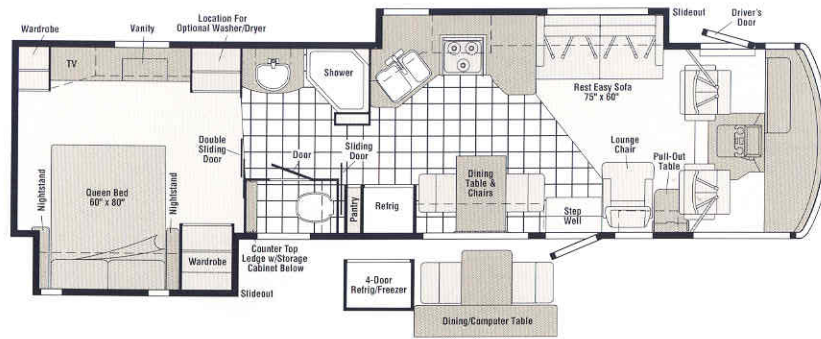 Wardrobe
Vanity
Location For
Optional Washer/Dryer
Slideout
Driver's
Door
TV
Shower
Rest Easy Sofa
75" x 60"
Double
Sliding
Door
Door
Sliding
Door
Lounge
Chair
Pull-Out
Table
Queen Bed
60" x 80"
Nightstand
Nightstand
Dining
Table &
Chairs
Pantry
Refrig
Step
Well
Wardrobe
Counter Top
Ledge w/Storage
Cabinet Below
Slideout
4-Door
Refrig/Freezer
Dining/Computer Table